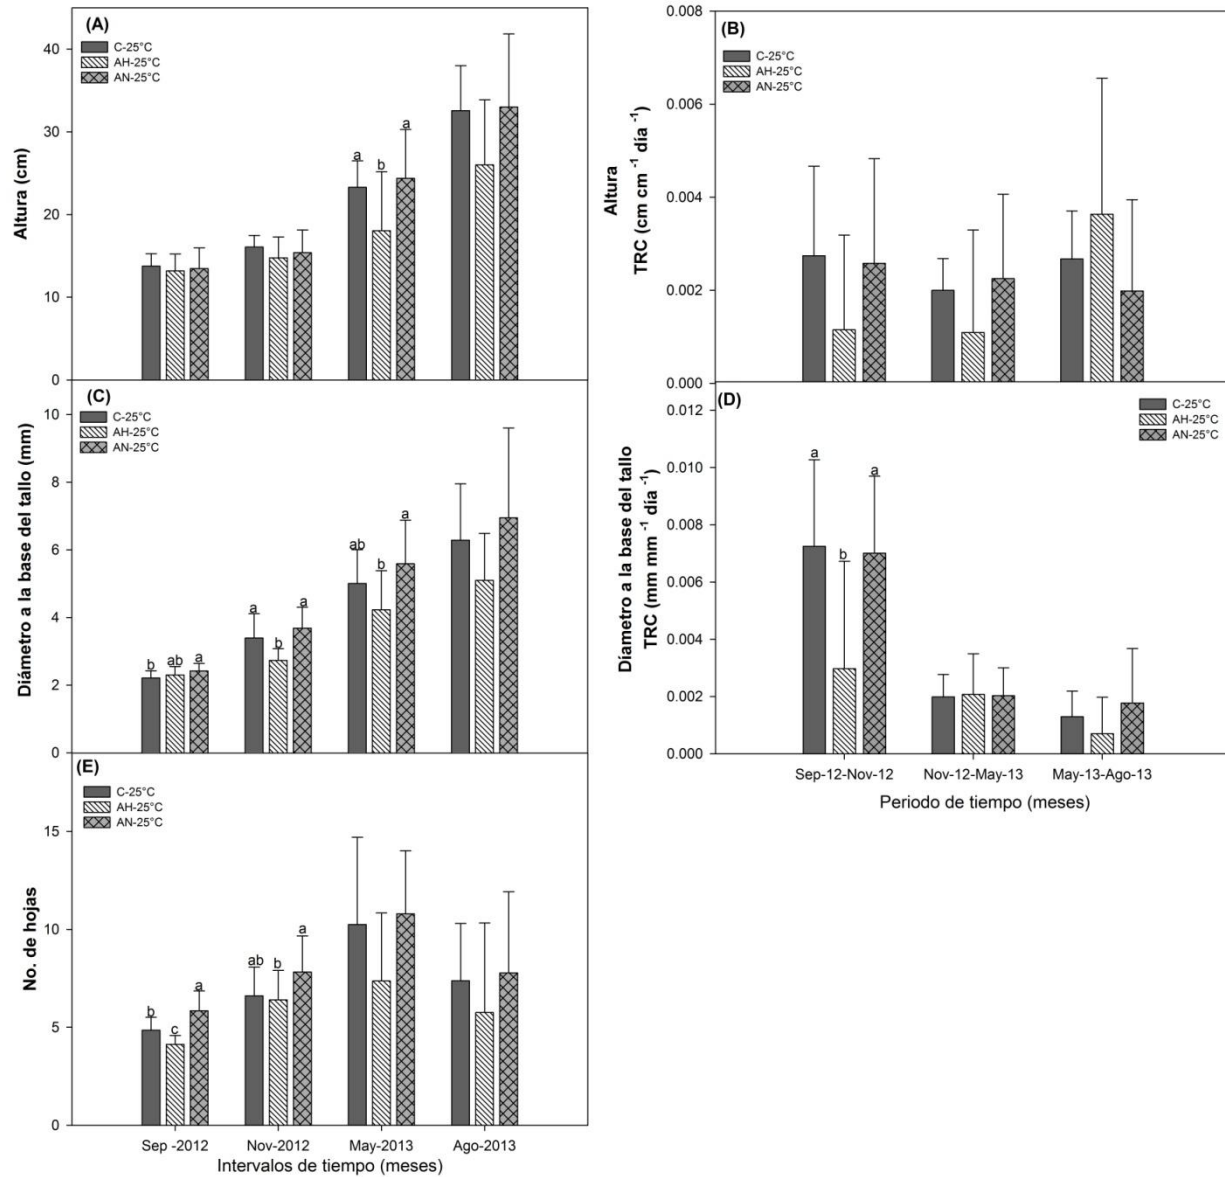 (A)
C-25°C
AH-25°C
AN-25°C
Altura (cm)
40
30
20
10
0
a
b
a
(B)
C-25°C
AH-25°C
AN-25°C
Altura
TRC (cm cm -1 día -1)
0.008
0.006
0.004
0.002
0.000
(C)
C-25°C
AH-25°C
AN-25°C
Diámetro a la base del tallo (mm)
10
8
6
4
2
0
b ab a
a b a
ab b a
(D)
C-25°C
AH-25°C
AN-25°C
Diametro a la base del tallo
TRC (mm mm -1 día -1)
0.012
0.010
0.008
0.006
0.004
0.002
0.000
a b a
Sep-12-Nov-12 Nov-12-May-13 May-13-Ago-13
Periodo de tiempo (meses)
(E)
C-25°C
AH-25°C
AN-25°C
No. de hojas
15
10
5
0
b c a
ab b a
Sep -2012 Nov-2012 May-2013 Ago-2013
Intervalos de tiempo (meses)